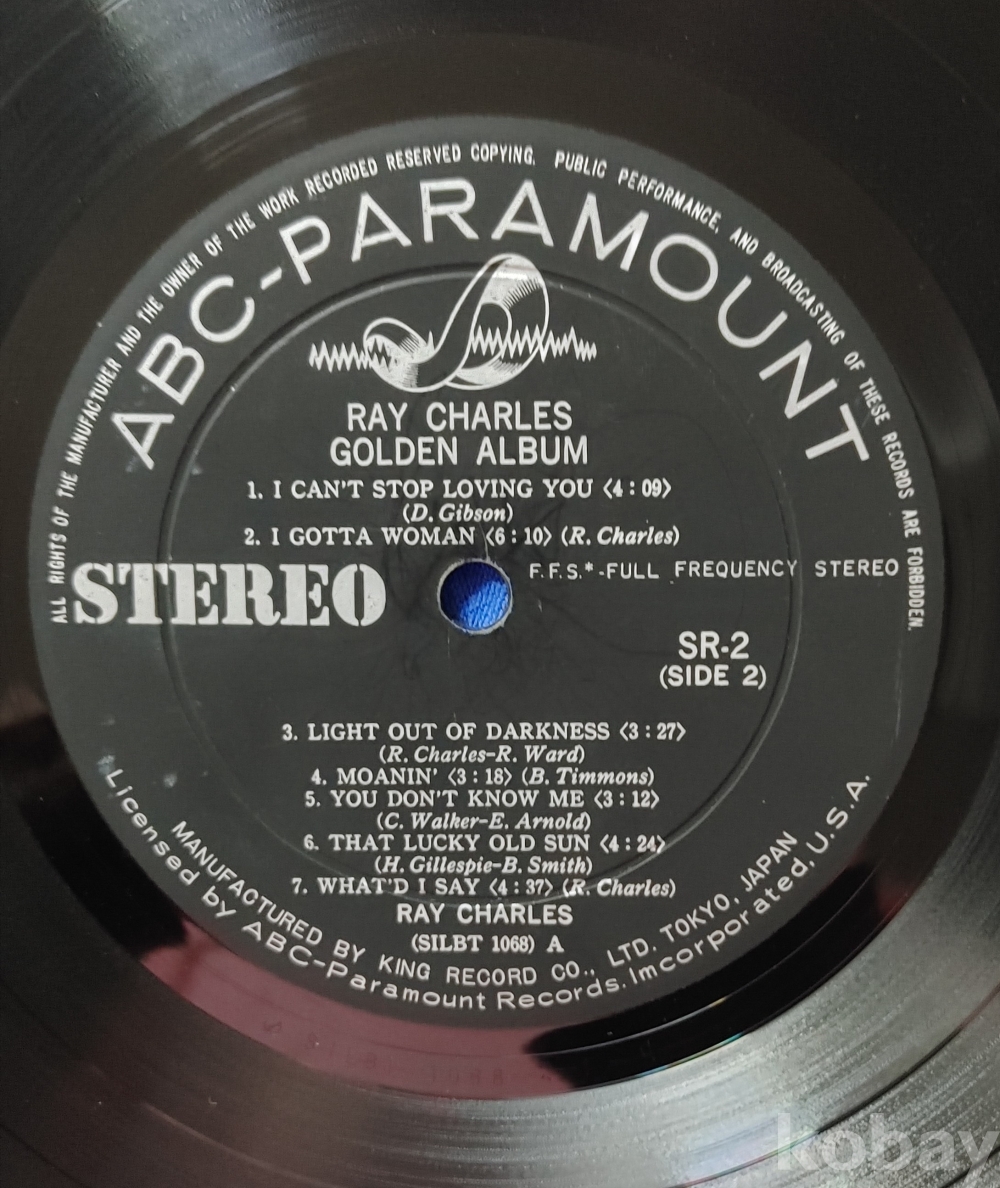 ALL RIGHTS OF THE MANUFACTURER AND THE OWNER OF THE WORK RECORDED RESERVED COPYING, PUBLIC PERFORMANCE, AND BROADCASTING OF THESE RECORDS ARE FORBIDDEN.
ABC-PARAMOUNT
RAY CHARLES
GOLDEN ALBUM
1. I CAN'T STOP LOVING YOU〈4:09〉
(D. Gibson)
2. I GOTTA WOMAN〈6:10〉(R. Charles)
STEREO
F.F.S.*-FULL FREQUENCY STEREO
SR-2
(SIDE 2)
3. LIGHT OUT OF DARKNESS〈3:27〉
(R. Charles-R. Ward)
4. MOANIN'〈3:18〉(B. Timmons)
5. YOU DON'T KNOW ME〈3:12〉
(C. Walker-E. Arnold)
6. THAT LUCKY OLD SUN〈4:24〉
(H. Gillespie-B. Smith)
7. WHAT'D I SAY〈4:37〉(R. Charles)
RAY CHARLES
(SILBT 1068) A
MANUFACTURED BY KING RECORD CO., LTD. TOKYO, JAPAN
Licensed by ABC-Paramount Records. Imcorporated, U.S.A.
kobay